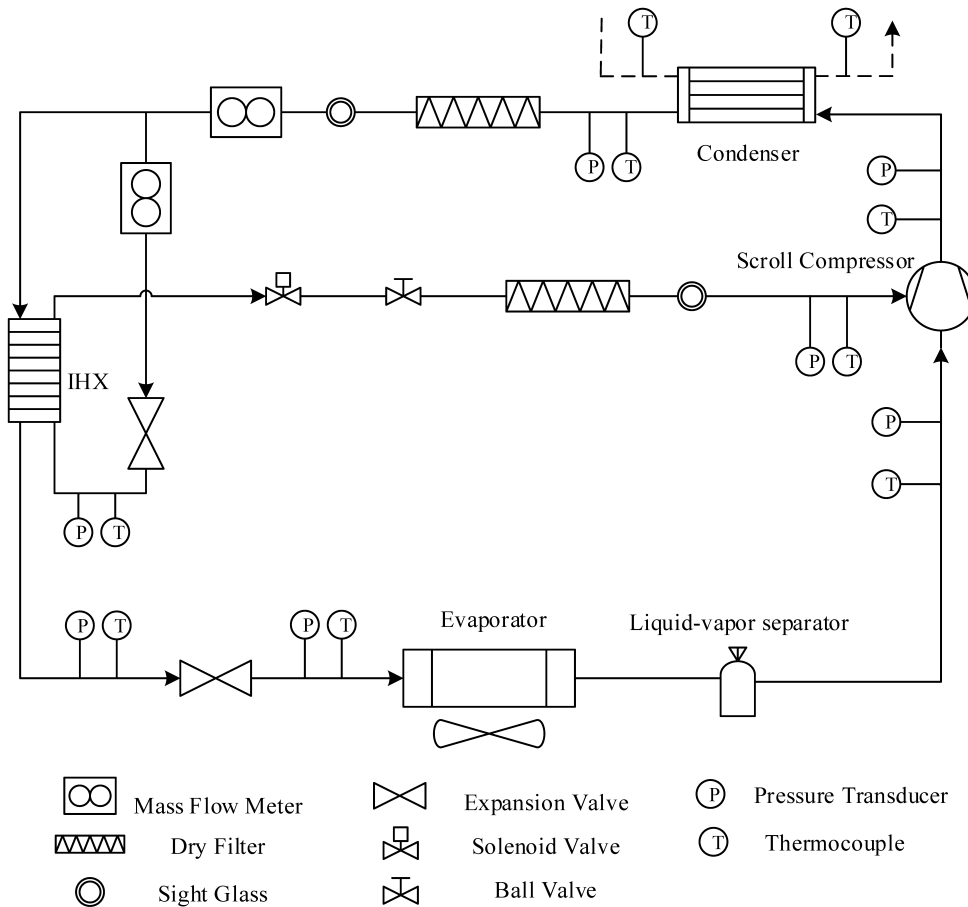 T T
Condenser
P T
P
T
Scroll Compressor
P T
IHX
P
T
P T
P T
P T
Evaporator
Liquid-vapor separator
Mass Flow Meter
Expansion Valve
P Pressure Transducer
Dry Filter
Solenoid Valve
T Thermocouple
Sight Glass
Ball Valve